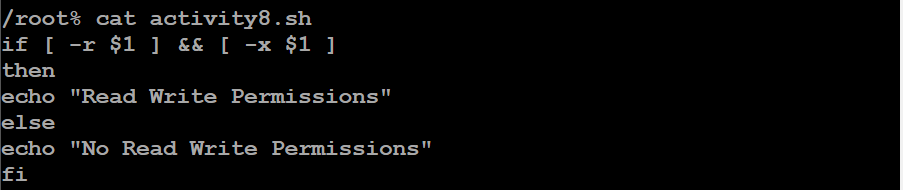 /root% cat activity8.sh
if [ -r $1 ] && [ -x $1 ]
then
echo "Read Write Permissions"
else
echo "No Read Write Permissions"
fi